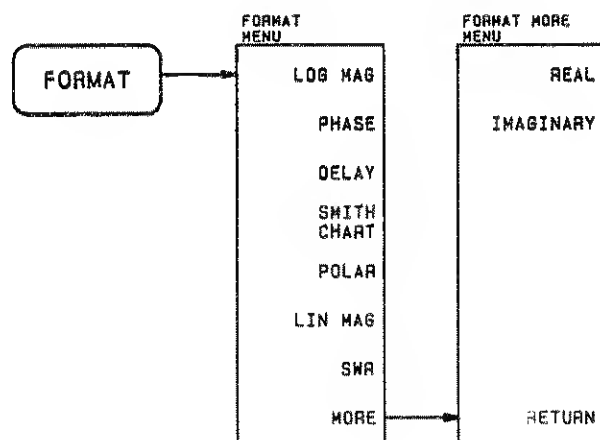 FORMAT
FORMAT
MENU
LOG MAG
PHASE
DELAY
SMITH
CHART
POLAR
LIN MAG
SWR
MORE
FORMAT MORE
MENU
REAL
IMAGINARY
RETURN